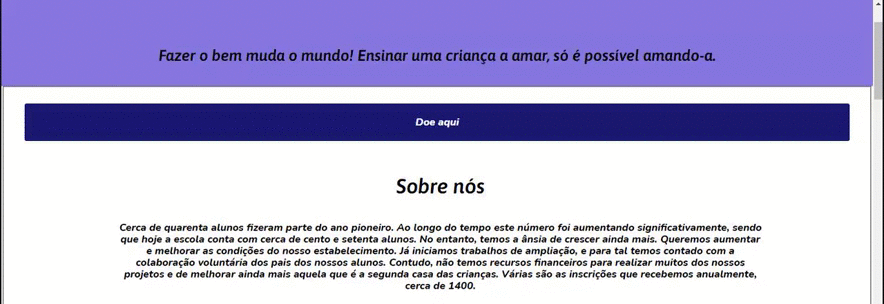 Fazer o bem muda o mundo! Ensinar uma criança a amar, só é possível amando-a.
Doe aqui
Sobre nós
Cerca de quarenta alunos fizeram parte do ano pioneiro. Ao longo do tempo este número foi aumentando significativamente, sendo
que hoje a escola conta com cerca de cento e setenta alunos. No entanto, temos a ânsia de crescer ainda mais. Queremos aumentar
e melhorar as condições do nosso estabelecimento. Já iniciamos trabalhos de ampliação, e para tal temos contado com a
colaboração voluntária dos pais dos nossos alunos. Contudo, não temos recursos financeiros para realizar muitos dos nossos
projetos e de melhorar ainda mais aquela que é a segunda casa das crianças. Várias são as inscrições que recebemos anualmente,
cerca de 1400.